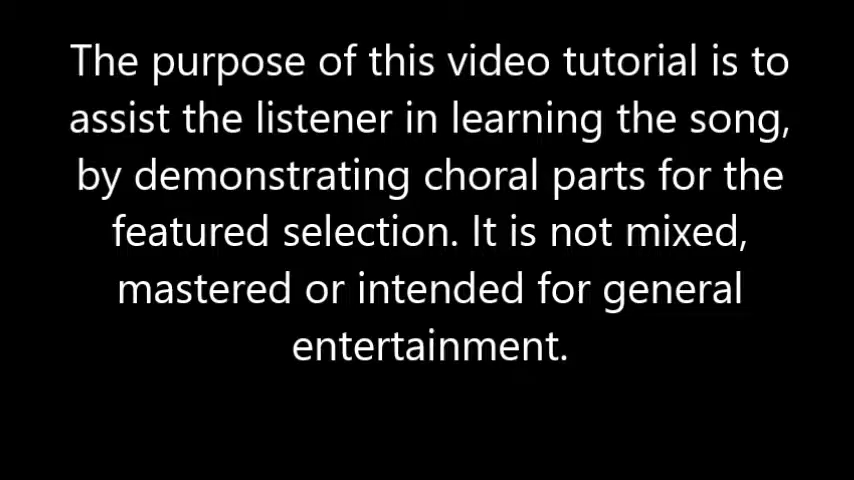 The purpose of this video tutorial is to
assist the listener in learning the song,
by demonstrating choral parts for the
featured selection. It is not mixed,
mastered or intended for general
entertainment.